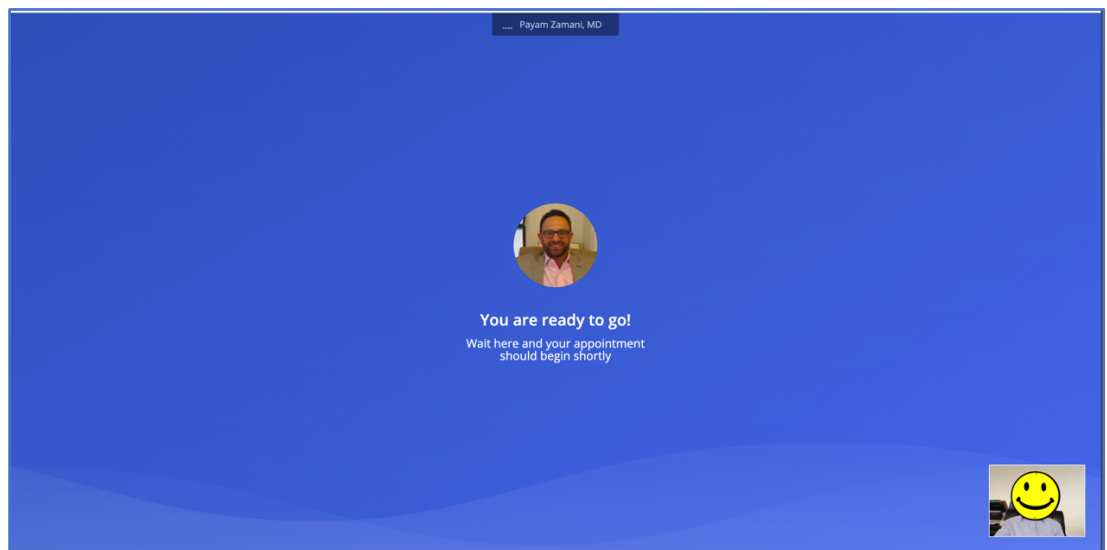 Payam Zamani, MD
You are ready to go!
Wait here and your appointment
should begin shortly